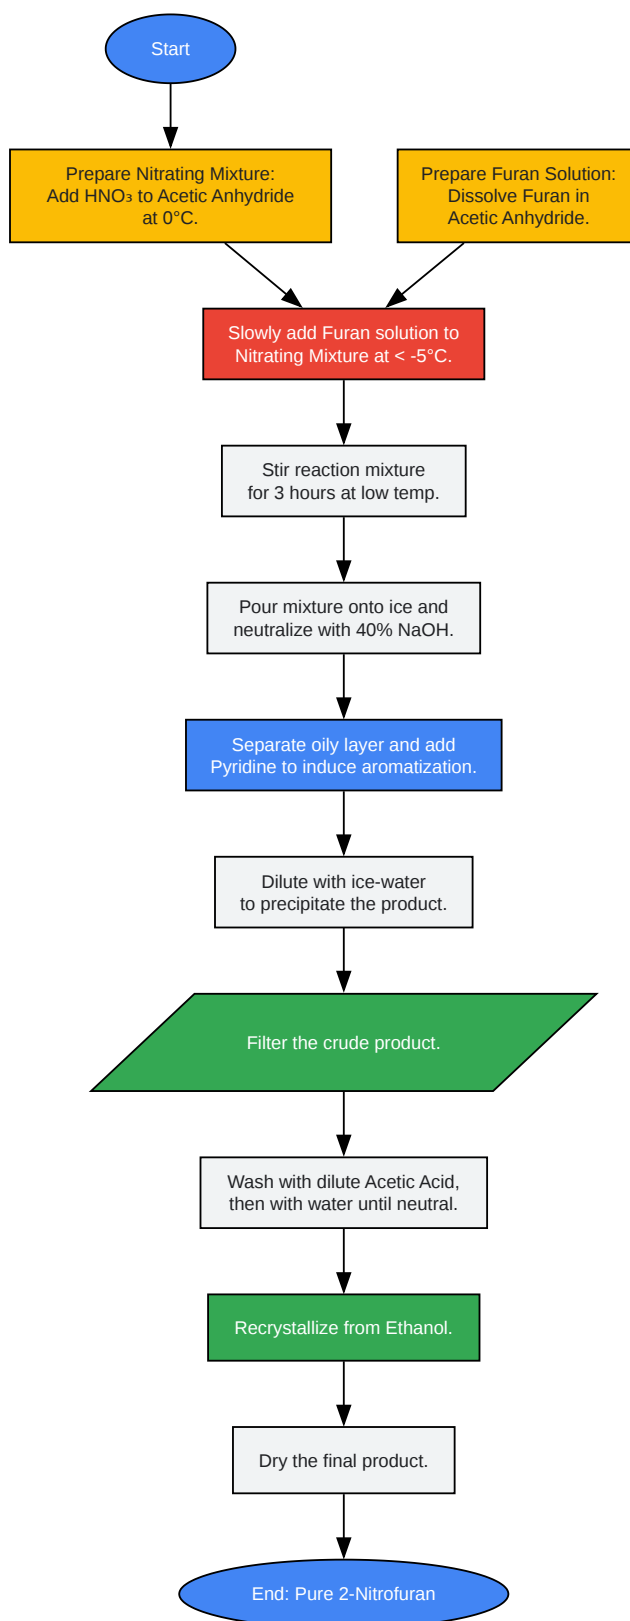 Start
Prepare Nitrating Mixture:
Add HNO₃ to Acetic Anhydride
at 0°C.
Prepare Furan Solution:
Dissolve Furan in
Acetic Anhydride.
Slowly add Furan solution to
Nitrating Mixture at < -5°C.
Stir reaction mixture
for 3 hours at low temp.
Pour mixture onto ice and
neutralize with 40% NaOH.
Separate oily layer and add
Pyridine to induce aromatization.
Dilute with ice-water
to precipitate the product.
Filter the crude product.
Wash with dilute Acetic Acid,
then with water until neutral.
Recrystallize from Ethanol.
Dry the final product.
End: Pure 2-Nitrofuran